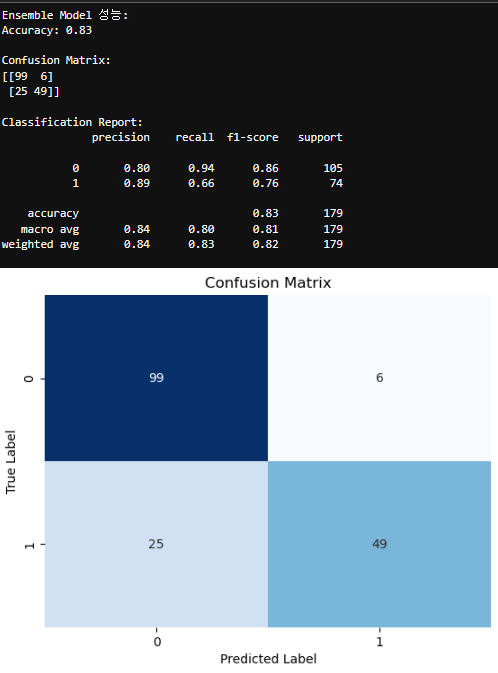 Ensemble Model 성능:
Accuracy: 0.83
Confusion Matrix:
[[99  6]
 [25 49]]
Classification Report:
              precision    recall  f1-score   support
           0       0.80      0.94      0.86       105
           1       0.89      0.66      0.76        74
    accuracy                           0.83       179
   macro avg       0.84      0.80      0.81       179
weighted avg       0.84      0.83      0.82       179
Confusion Matrix
True Label
0
99
6
1
25
49
0
1
Predicted Label